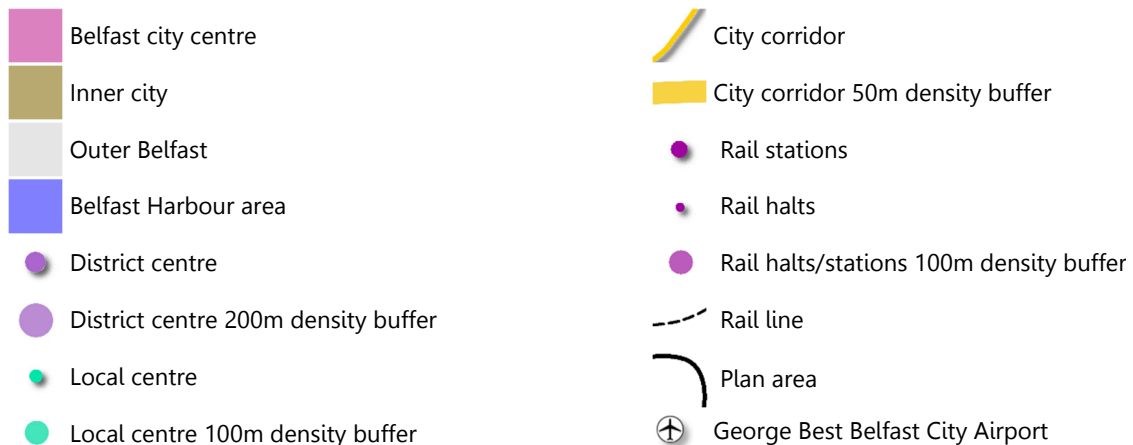 Belfast city centre
Inner city
Outer Belfast
Belfast Harbour area
District centre
District centre 200m density buffer
Local centre
Local centre 100m density buffer
City corridor
City corridor 50m density buffer
Rail stations
Rail halts
Rail halts/stations 100m density buffer
Rail line
Plan area
George Best Belfast City Airport